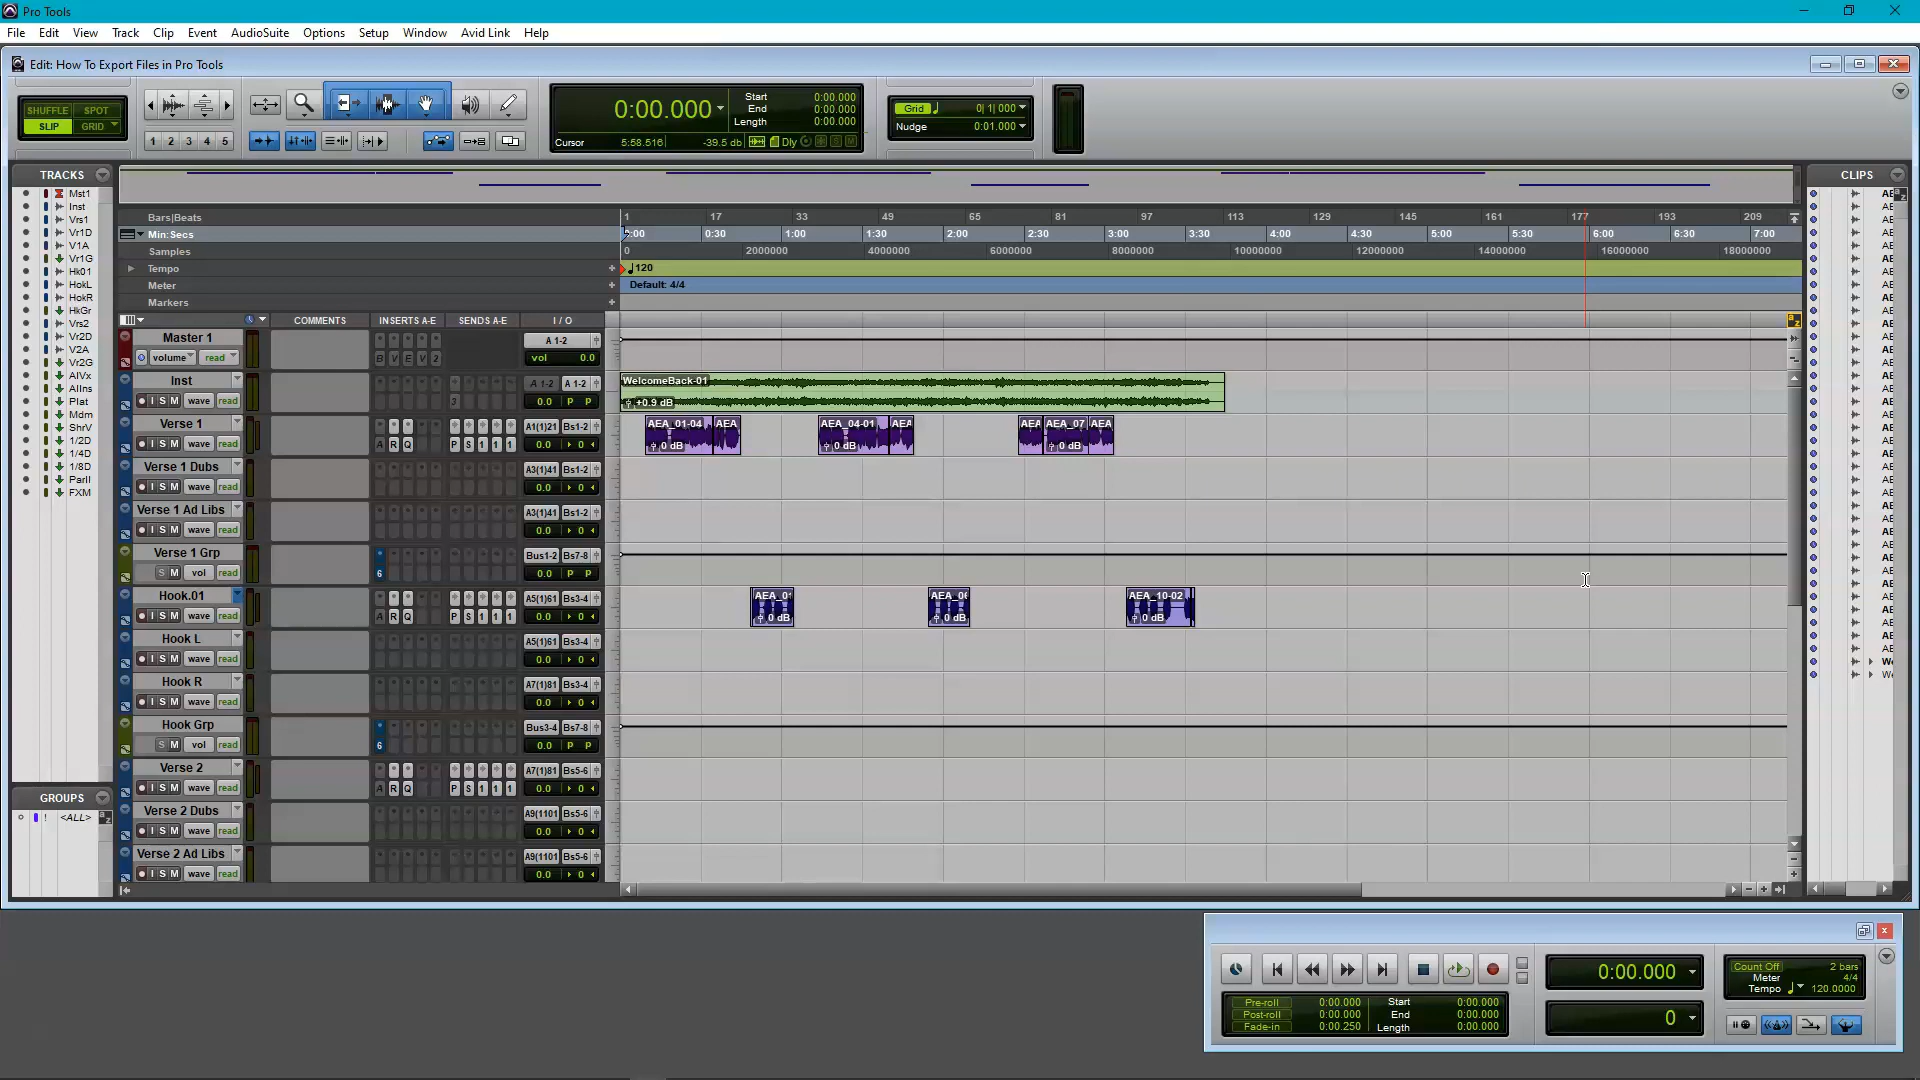 Pro Tools
File Edit View Track Clip Event AudioSuite Options Setup Window Avid Link Help
Edit: How To Export Files in Pro Tools
SHUFFLE SPOT
SLIP GRID
1 2 3 4 5
0:00.000
Start 0:00.000
End 0:00.000
Length 0:00.000
Cursor 5:58.516 -39.5 db Dly S M
Grid 0| 1| 000
Nudge 0:01.000
TRACKS
Mst1
Inst
Vrs1
Vr1D
V1A
Vr1G
Hk01
HokL
HokR
HkGr
Vrs2
Vr2D
V2A
Vr2G
AlVx
AlIns
Plat
Mdm
ShrV
1/2D
1/4D
1/8D
Parll
FXM
GROUPS
! <ALL>
CLIPS
Bars|Beats 1 17 33 49 65 81 97 113 129 145 161 177 193 209
Min:Secs 0:00 0:30 1:00 1:30 2:00 2:30 3:00 3:30 4:00 4:30 5:00 5:30 6:00 6:30 7:00
Samples 0 2000000 4000000 6000000 8000000 10000000 12000000 14000000 16000000 18000000
Tempo 120
Meter Default: 4/4
Markers
COMMENTS INSERTS A-E SENDS A-E I / O
Master 1 A 1-2
volume read B V E V 2 vol 0.0
Inst A 1-2 A 1-2 WelcomeBack-01
I S M wave read 3 0.0 P P +0.9 dB
Verse 1 A1(1)21 Bs1-2 AEA_01-04 AEA AEA_04-01 AEA AEA AEA_07 AEA
I S M wave read A R Q P S 1 1 1 0.0 0 0 dB 0 dB 0 dB
Verse 1 Dubs A3(1)41 Bs1-2
I S M wave read 0.0 0
Verse 1 Ad Libs A3(1)41 Bs1-2
I S M wave read 0.0 0
Verse 1 Grp Bus1-2 Bs7-8
S M vol read 6 0.0 P P
Hook.01 A5(1)61 Bs3-4 AEA_0 AEA_0 AEA_10-02
I S M wave read A R Q P S 1 1 1 0.0 0 0 dB 0 dB 0 dB
Hook L A5(1)61 Bs3-4
I S M wave read 0.0 0
Hook R A7(1)81 Bs3-4
I S M wave read 0.0 0
Hook Grp Bus3-4 Bs7-8
S M vol read 6 0.0 P P
Verse 2 A7(1)81 Bs5-6
I S M wave read A R Q P S 1 1 1 0.0 0
Verse 2 Dubs A9(1101 Bs5-6
I S M wave read 0.0 0
Verse 2 Ad Libs A9(1101 Bs5-6
I S M wave read 0.0 0
Pre-roll 0:00.000
Post-roll 0:00.000
Fade-in 0:00.250
Start 0:00.000
End 0:00.000
Length 0:00.000
0:00.000
0
Count Off 2 bars
Meter 4/4
Tempo 120.0000